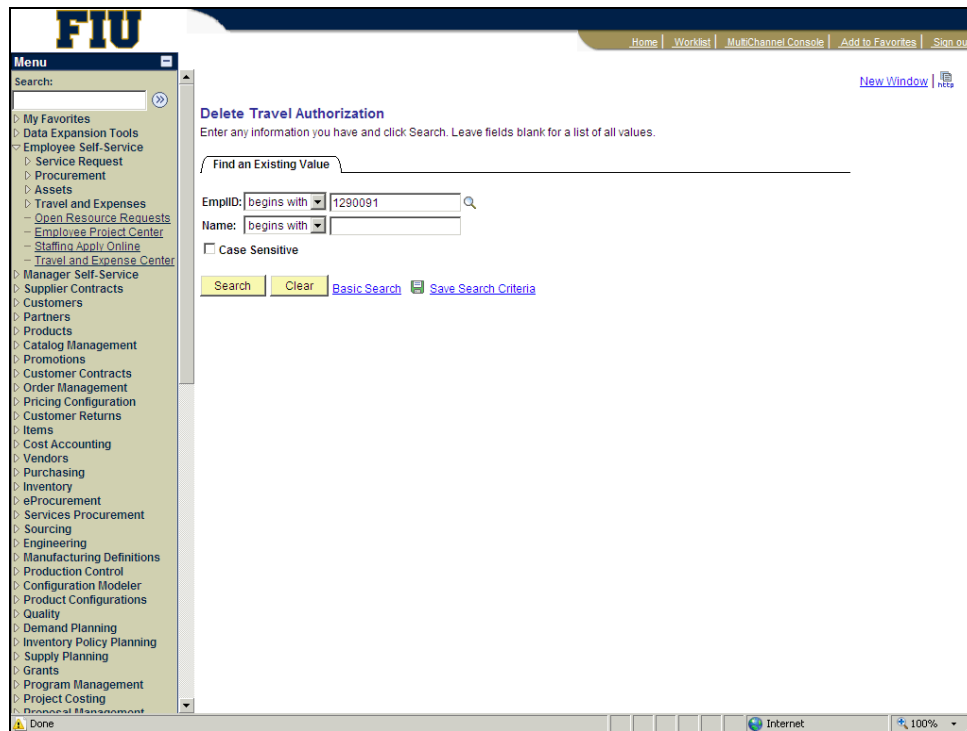 FIU
Home | Worklist | MultiChannel Console | Add to Favorites | Sign ou
Menu
Search:
New Window | http
My Favorites
Data Expansion Tools
Employee Self-Service
Service Request
Procurement
Assets
Travel and Expenses
Open Resource Requests
Employee Project Center
Staffing Apply Online
Travel and Expense Center
Manager Self-Service
Supplier Contracts
Customers
Partners
Products
Catalog Management
Promotions
Customer Contracts
Order Management
Pricing Configuration
Customer Returns
Items
Cost Accounting
Vendors
Purchasing
Inventory
eProcurement
Services Procurement
Sourcing
Engineering
Manufacturing Definitions
Production Control
Configuration Modeler
Product Configurations
Quality
Demand Planning
Inventory Policy Planning
Supply Planning
Grants
Program Management
Project Costing
Proposal Management
Delete Travel Authorization
Enter any information you have and click Search. Leave fields blank for a list of all values.
Find an Existing Value
EmplID: begins with 1290091
Name: begins with
Case Sensitive
Search Clear Basic Search Save Search Criteria
Done Internet 100%